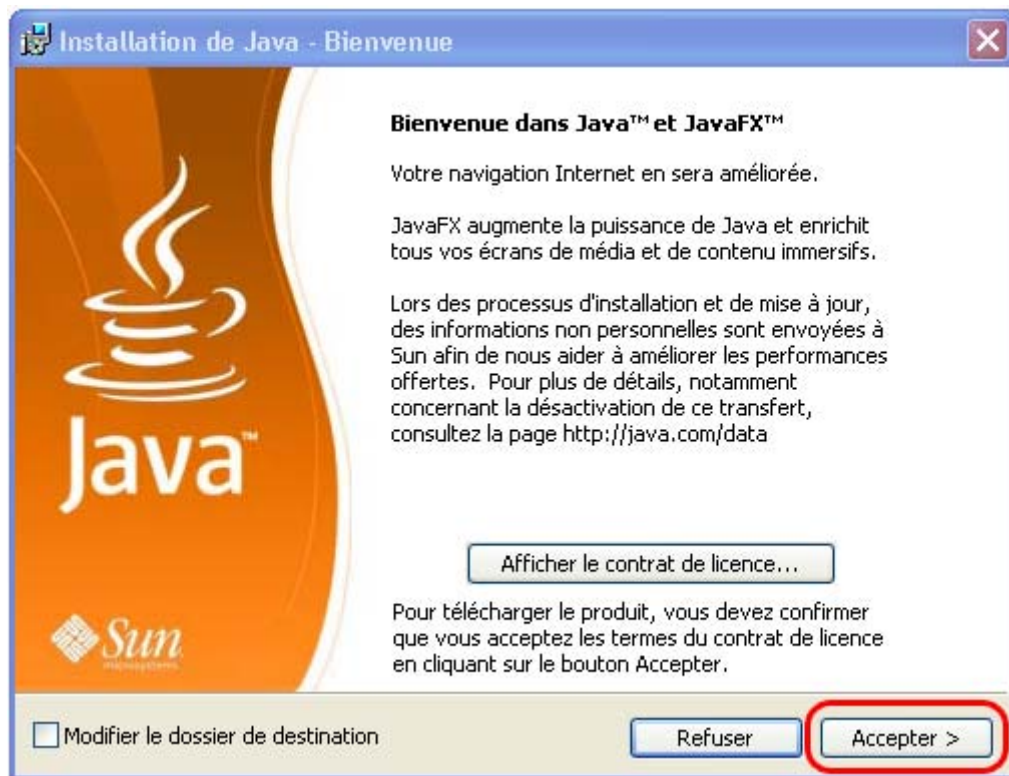 Installation de Java - Bienvenue
Bienvenue dans Java™ et JavaFX™
Votre navigation Internet en sera améliorée.
JavaFX augmente la puissance de Java et enrichit
tous vos écrans de média et de contenu immersifs.
Lors des processus d'installation et de mise à jour,
des informations non personnelles sont envoyées à
Sun afin de nous aider à améliorer les performances
offertes. Pour plus de détails, notamment
concernant la désactivation de ce transfert,
consultez la page http://java.com/data
Java™
Afficher le contrat de licence...
Pour télécharger le produit, vous devez confirmer
que vous acceptez les termes du contrat de licence
en cliquant sur le bouton Accepter.
Sun
microsystems
Modifier le dossier de destination
Refuser
Accepter >